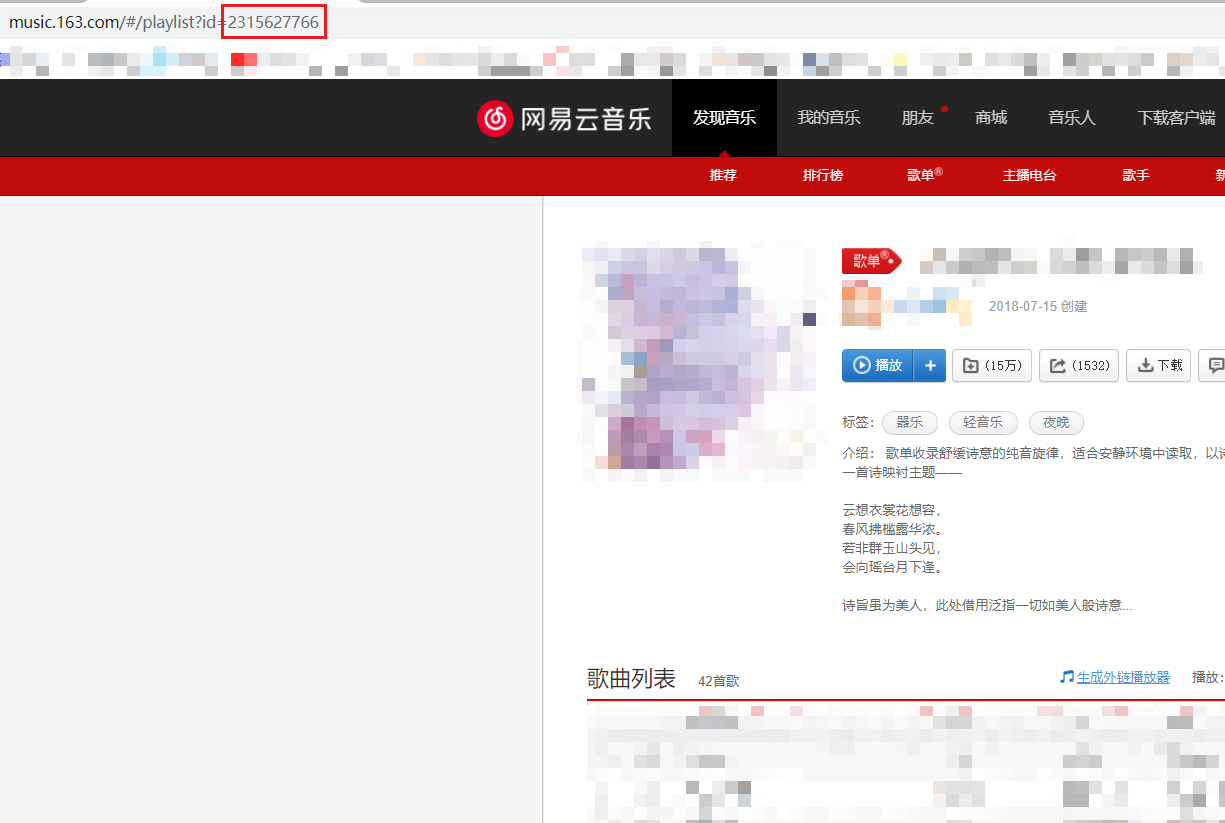 music.163.com/#/playlist?id=2315627766
网易云音乐 发现音乐 我的音乐 朋友 商城 音乐人 下载客户端
推荐 排行榜 歌单® 主播电台 歌手 新
歌单®
2018-07-15 创建
播放 + (15万) (1532) 下载
标签: 器乐 轻音乐 夜晚
介绍: 歌单收录舒缓诗意的纯音旋律，适合安静环境中读取，以诗
一首诗映衬主题——
云想衣裳花想容，
春风拂槛露华浓。
若非群玉山头见，
会向瑶台月下逢。
诗旨虽为美人，此处借用泛指一切如美人般诗意...
歌曲列表 42首歌 生成外链播放器 播放: